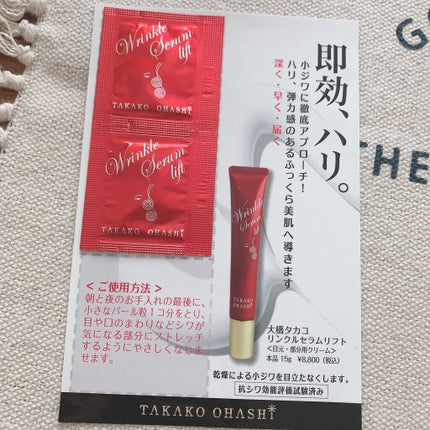 Wrinkle Serum
lift
TAKAKO OHASHI
Wrinkle Serum
lift
TAKAKO OHASHI
即効、ハリ。
小ジワに徹底アプローチ！
ハリ、弾力感のあるふっくら美肌へ導きます
深く・早く・届く
Wrinkle
Serum
lift
TAKAKO
OHASHI
＜ご使用方法＞
朝と夜のお手入れの最後に、
小さなパール粒1コ分をとり、
目や口のまわりなどシワが
気になる部分にストレッチ
するようにやさしくなじま
せます。
大橋タカコ
リンクルセラムリフト
＜目元・部分用クリーム＞
本品 15g ¥8,800（税込）
乾燥による小ジワを目立たなくします。
抗シワ効能評価試験済み
TAKAKO OHASHI
THE